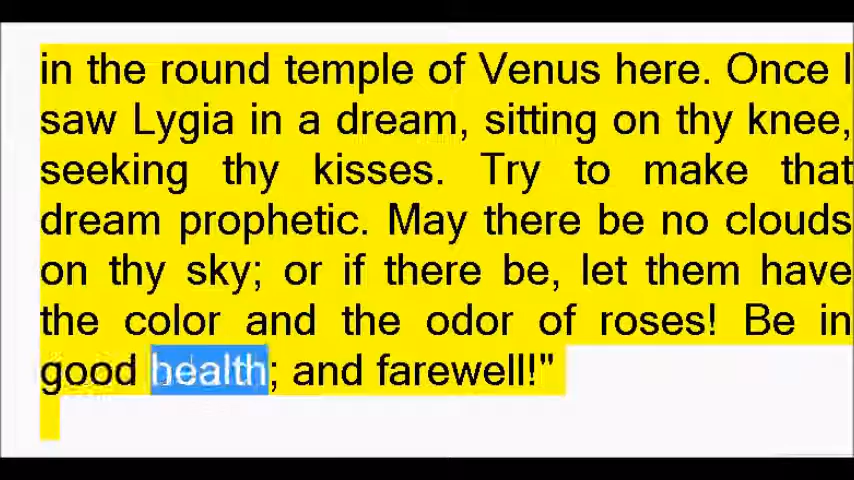 in the round temple of Venus here. Once I
saw Lygia in a dream, sitting on thy knee,
seeking thy kisses. Try to make that
dream prophetic. May there be no clouds
on thy sky; or if there be, let them have
the color and the odor of roses! Be in
good health; and farewell!"